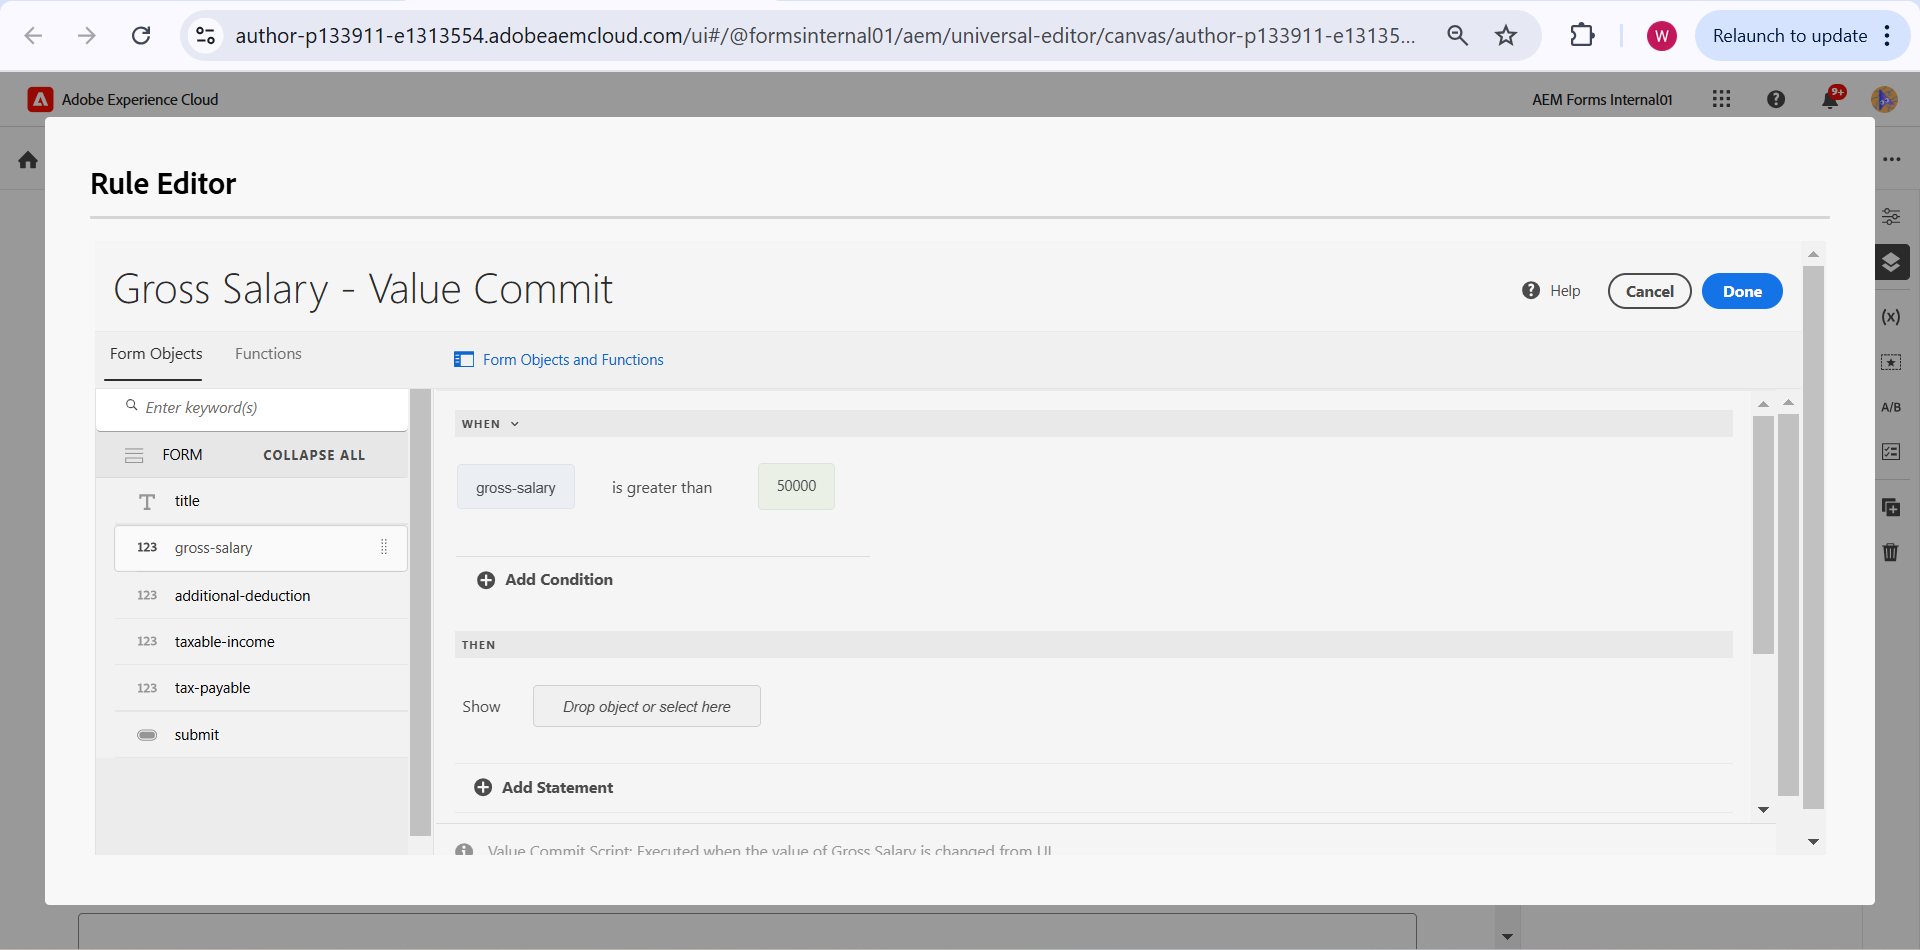 author-p133911-e1313554.adobeaemcloud.com/ui#/@formsinternal01/aem/universal-editor/canvas/author-p133911-e13135...
W
Relaunch to update
Adobe Experience Cloud
AEM Forms Internal01
9+
Rule Editor
Gross Salary - Value Commit
Help
Cancel
Done
Form Objects
Functions
Form Objects and Functions
Enter keyword(s)
FORM
COLLAPSE ALL
T title
123 gross-salary
123 additional-deduction
123 taxable-income
123 tax-payable
submit
WHEN
gross-salary
is greater than
50000
Add Condition
THEN
Show
Drop object or select here
Add Statement
Value Commit Script: Executed when the value of Gross Salary is changed from UI
(x)
A/B